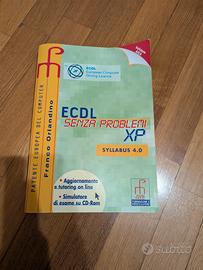 ECDL
European Computer
Driving Licence
ECDL
SENZA PROBLEMI
XP
SYLLABUS 4.0
PATENTE EUROPEA DEL COMPUTER
Franco Orlandino
• Aggiornamento
e tutoring on line
• Simulatore
di esame su CD-Rom
Subito